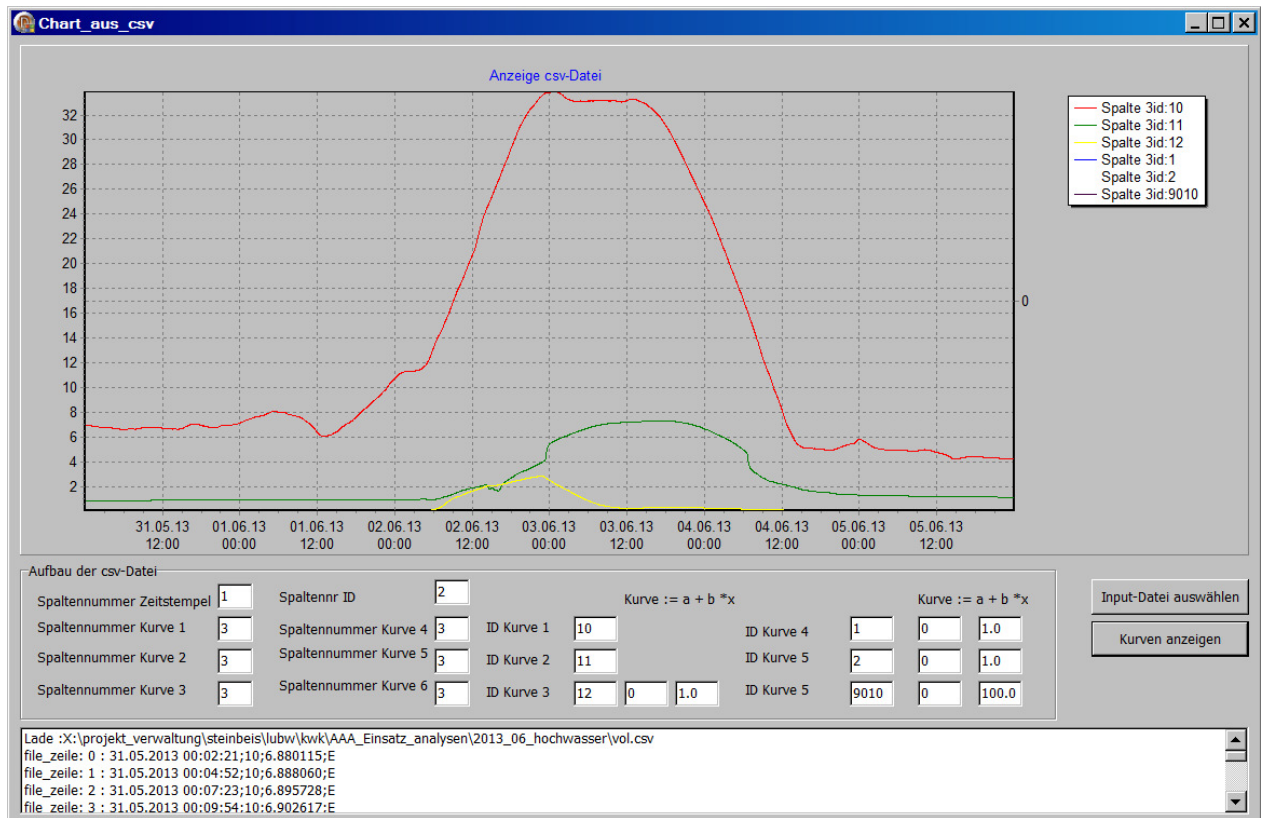 Chart_aus_csv
Anzeige csv-Datei
32
30
28
26
24
22
20
18
16
14
12
10
8
6
4
2
0
Spalte 3id:10
Spalte 3id:11
Spalte 3id:12
Spalte 3id:1
Spalte 3id:2
Spalte 3id:9010
31.05.13 01.06.13 01.06.13 02.06.13 02.06.13 03.06.13 03.06.13 04.06.13 04.06.13 05.06.13 05.06.13
12:00 00:00 12:00 00:00 12:00 00:00 12:00 00:00 12:00 00:00 12:00
Aufbau der csv-Datei
Spaltennummer Zeitstempel 1 Spaltennr ID 2 Kurve := a + b *x Kurve := a + b *x
Spaltennummer Kurve 1 3 Spaltennummer Kurve 4 3 ID Kurve 1 10 ID Kurve 4 1 0 1.0
Spaltennummer Kurve 2 3 Spaltennummer Kurve 5 3 ID Kurve 2 11 ID Kurve 5 2 0 1.0
Spaltennummer Kurve 3 3 Spaltennummer Kurve 6 3 ID Kurve 3 12 0 1.0 ID Kurve 5 9010 0 100.0
Input-Datei auswählen
Kurven anzeigen
Lade :X:\projekt_verwaltung\steinbeis\lubw\kwk\AAA_Einsatz_analysen\2013_06_hochwasser\vol.csv
file_zeile: 0 : 31.05.2013 00:02:21;10;6.880115;E
file_zeile: 1 : 31.05.2013 00:04:52;10;6.888060;E
file_zeile: 2 : 31.05.2013 00:07:23;10;6.895728;E
file_zeile: 3 : 31.05.2013 00:09:54;10;6.902617;E